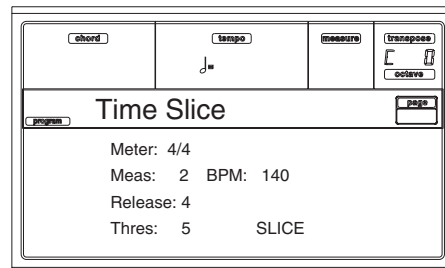 chord tempo measure transpose
♩= C 0
octave
program Time Slice page
Meter: 4/4
Meas: 2 BPM: 140
Release: 4
Thres: 5 SLICE